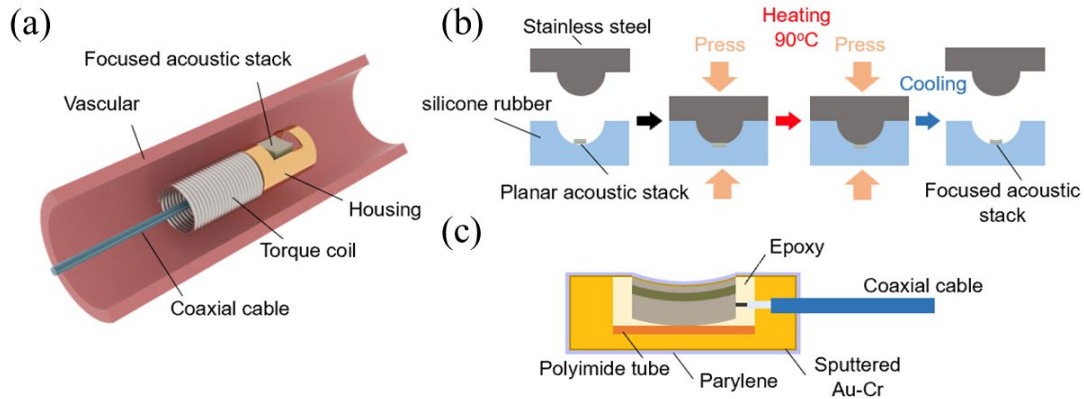 (a)
Focused acoustic stack
Vascular
Housing
Torque coil
Coaxial cable
(b)
Stainless steel
silicone rubber
Planar acoustic stack
Press
Heating
90°C
Press
Cooling
Focused acoustic
stack
(c)
Epoxy
Coaxial cable
Polyimide tube
Parylene
Sputtered
Au-Cr